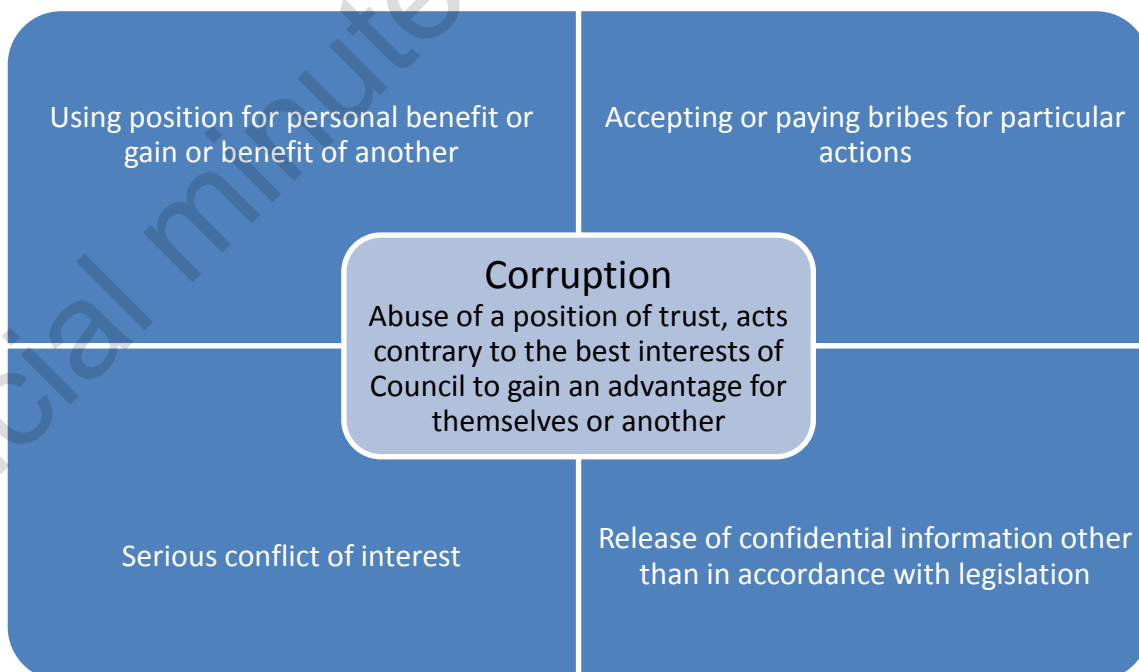 Using position for personal benefit or
gain or benefit of another
Accepting or paying bribes for particular
actions
Corruption
Abuse of a position of trust, acts
contrary to the best interests of
Council to gain an advantage for
themselves or another
Serious conflict of interest
Release of confidential information other
than in accordance with legislation
minute